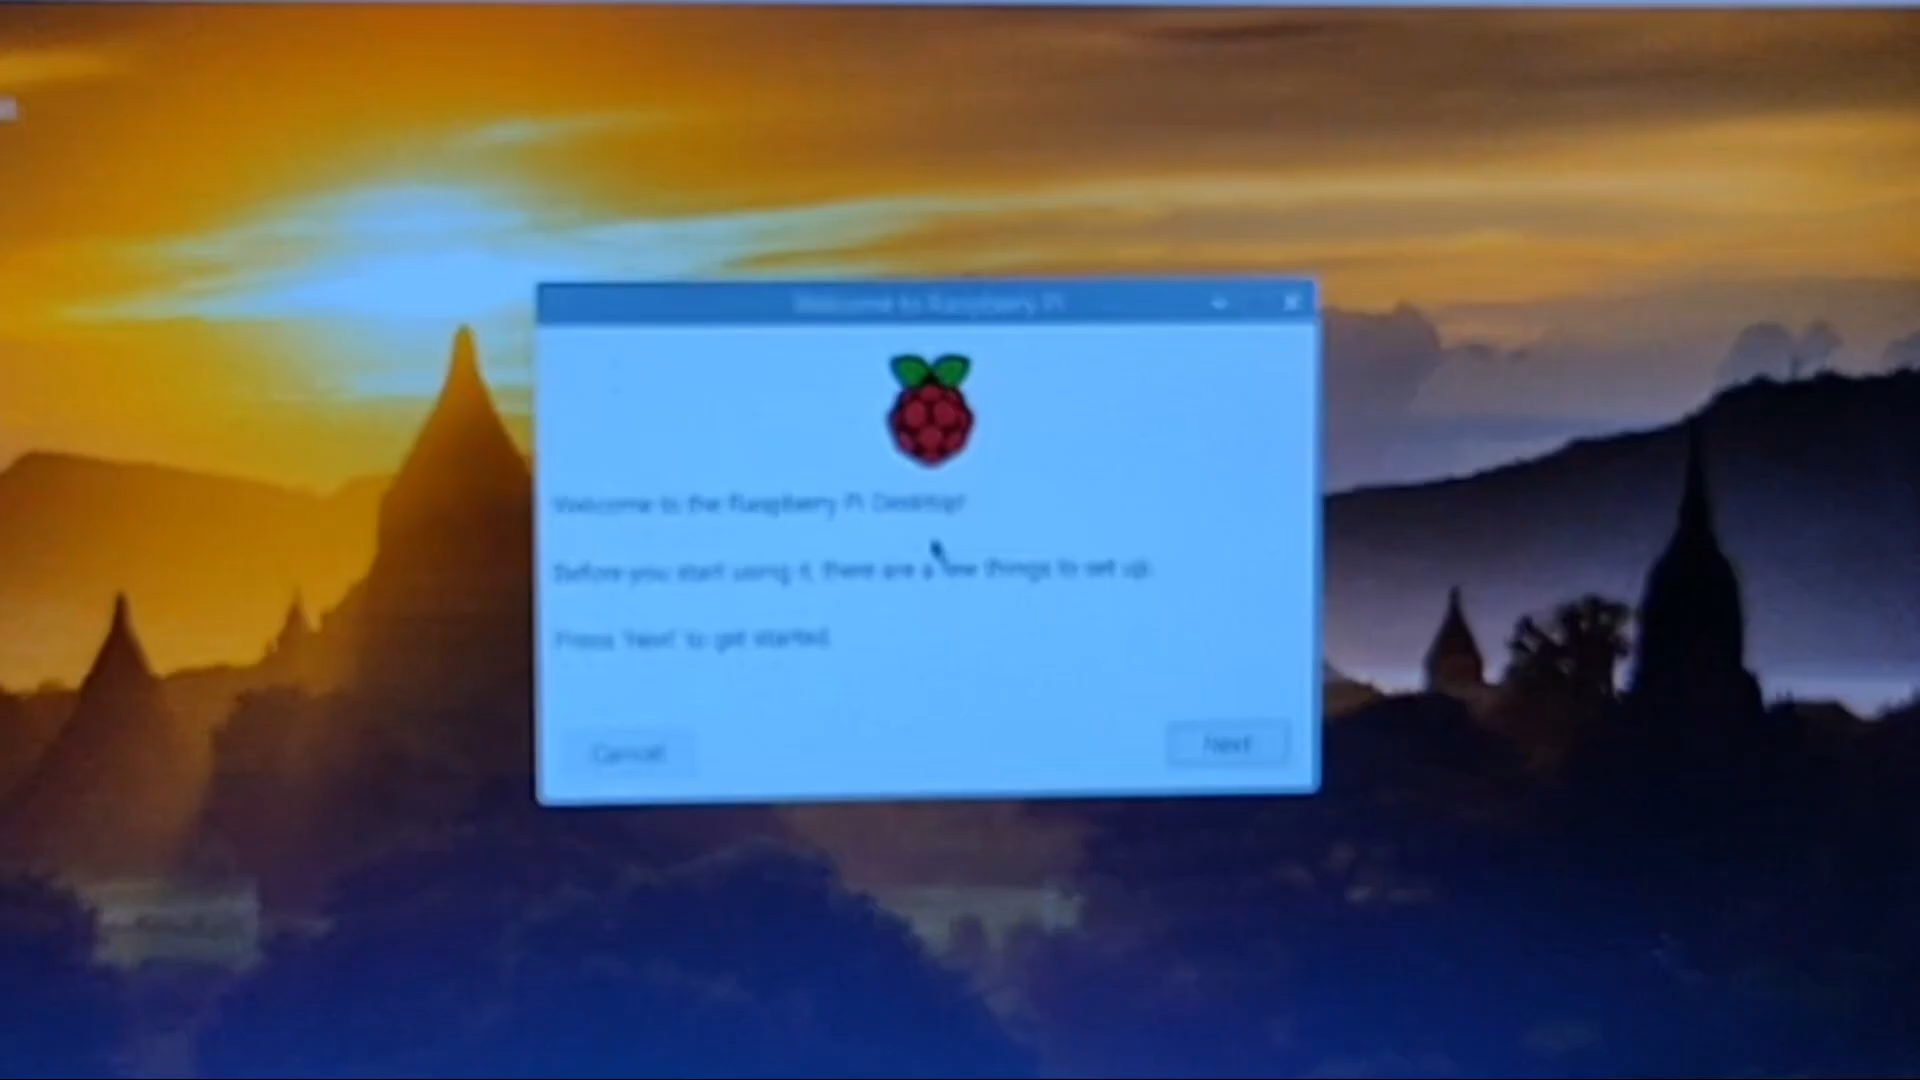 Welcome to Raspberry Pi
Welcome to the Raspberry Pi Desktop!
Before you start using it, there are a few things to set up.
Press 'Next' to get started.
Cancel
Next